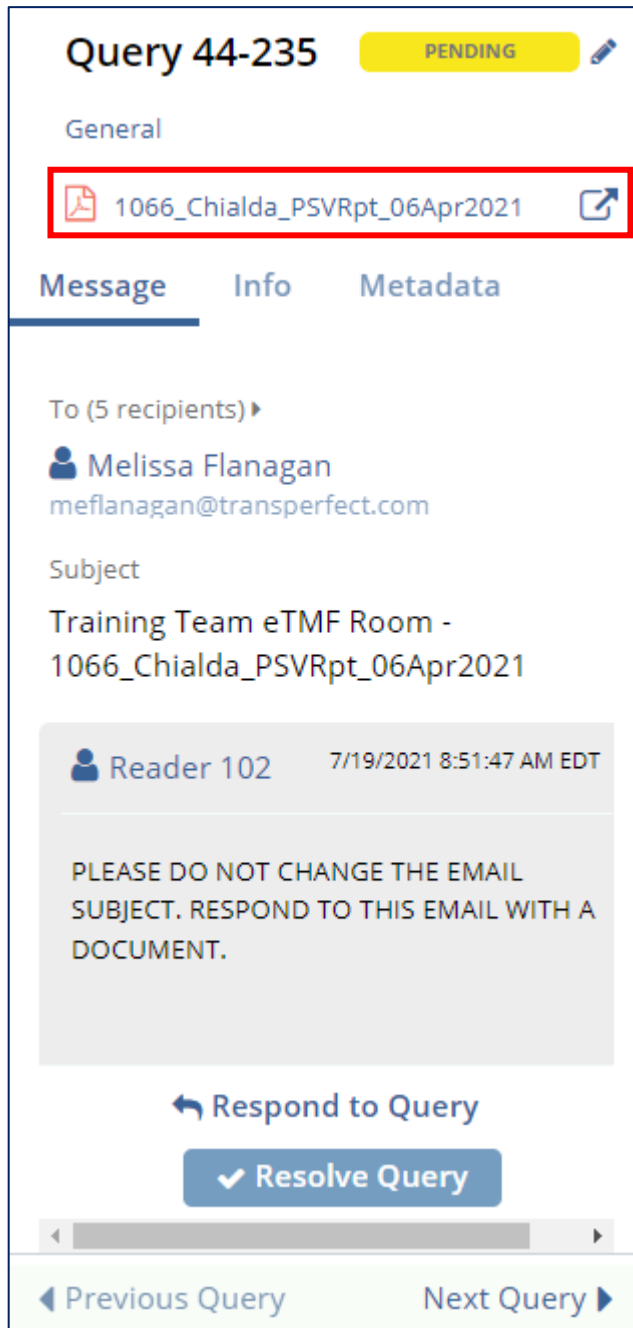 Query 44-235 PENDING
General
1066_Chialda_PSVRpt_06Apr2021
Message Info Metadata
To (5 recipients)
Melissa Flanagan
meflanagan@transperfect.com
Subject
Training Team eTMF Room -
1066_Chialda_PSVRpt_06Apr2021
Reader 102 7/19/2021 8:51:47 AM EDT
PLEASE DO NOT CHANGE THE EMAIL
SUBJECT. RESPOND TO THIS EMAIL WITH A
DOCUMENT.
Respond to Query
Resolve Query
Previous Query Next Query